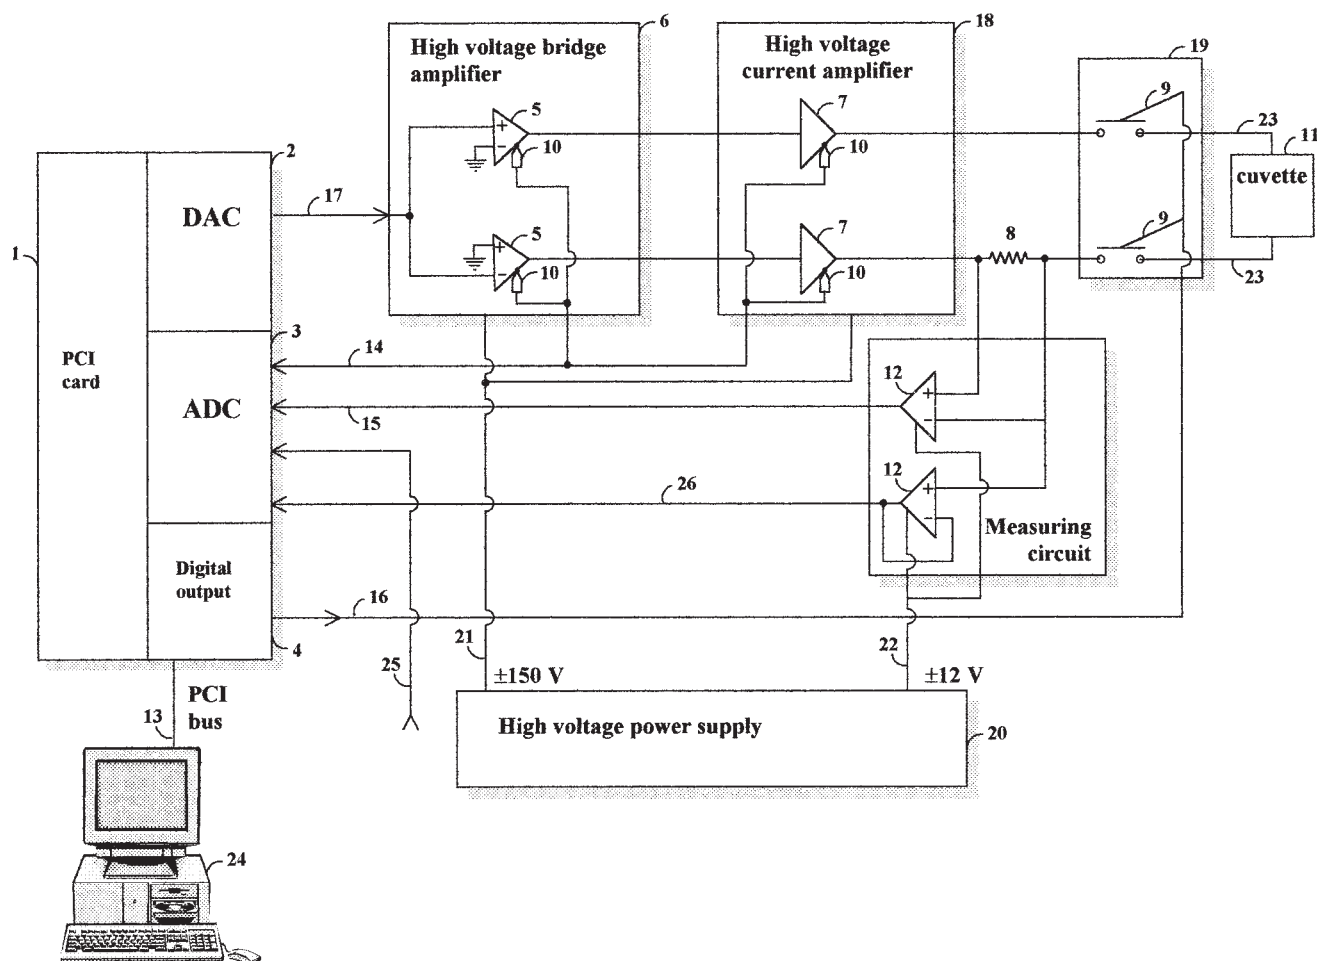 6
High voltage bridge
amplifier
5
10
5
10
18
High voltage
current amplifier
7
10
7
10
8
19
9
9
23
11
cuvette
23
2
DAC
17
1
PCI
card
3
ADC
14
15
26
Digital
output
16
4
12
+
−
12
+
−
Measuring
circuit
+
−
+
−
21
±150 V
22
±12 V
25
High voltage power supply
20
PCI
bus
13
24